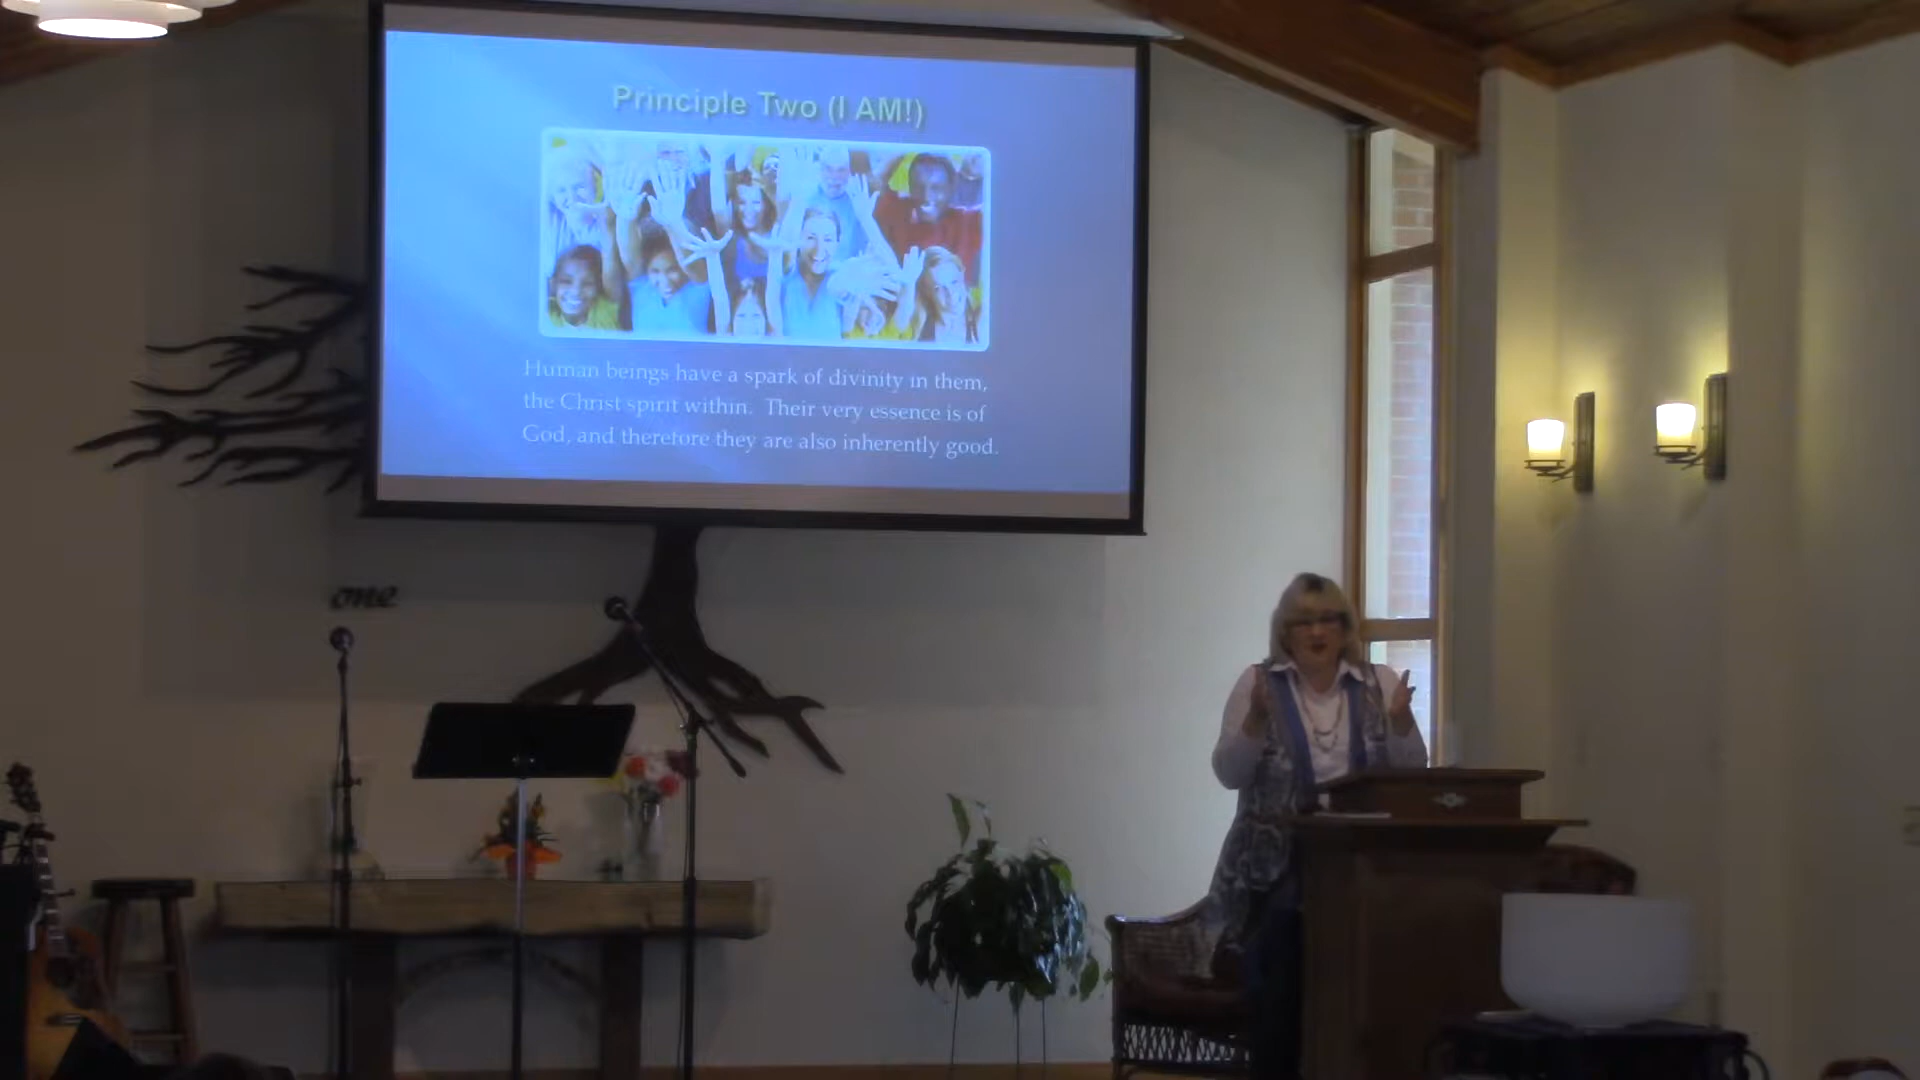 Principle Two (I AM!)
Human beings have a spark of divinity in them,
the Christ spirit within.  Their very essence is of
God, and therefore they are also inherently good.
one